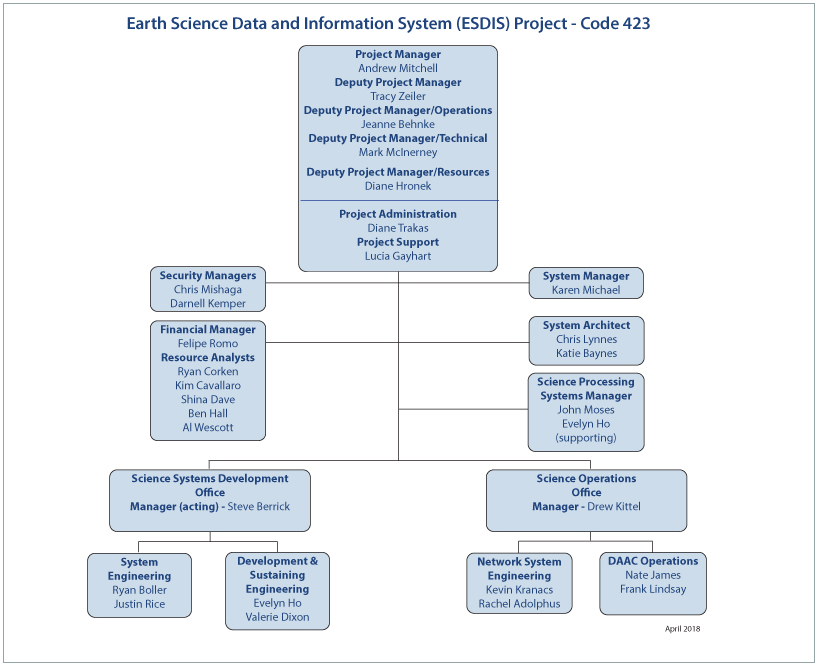 Earth Science Data and Information System (ESDIS) Project - Code 423
Project Manager
Andrew Mitchell
Deputy Project Manager
Tracy Zeiler
Deputy Project Manager/Operations
Jeanne Behnke
Deputy Project Manager/Technical
Mark McInerney
Deputy Project Manager/Resources
Diane Hronek
Project Administration
Diane Trakas
Project Support
Lucia Gayhart
Security Managers
Chris Mishaga
Darnell Kemper
System Manager
Karen Michael
Financial Manager
Felipe Romo
Resource Analysts
Ryan Corken
Kim Cavallaro
Shina Dave
Ben Hall
Al Wescott
System Architect
Chris Lynnes
Katie Baynes
Science Processing
Systems Manager
John Moses
Evelyn Ho
(supporting)
Science Systems Development
Office
Manager (acting) - Steve Berrick
Science Operations
Office
Manager - Drew Kittel
System
Engineering
Ryan Boller
Justin Rice
Development &
Sustaining
Engineering
Evelyn Ho
Valerie Dixon
Network System
Engineering
Kevin Kranacs
Rachel Adolphus
DAAC Operations
Nate James
Frank Lindsay
April 2018